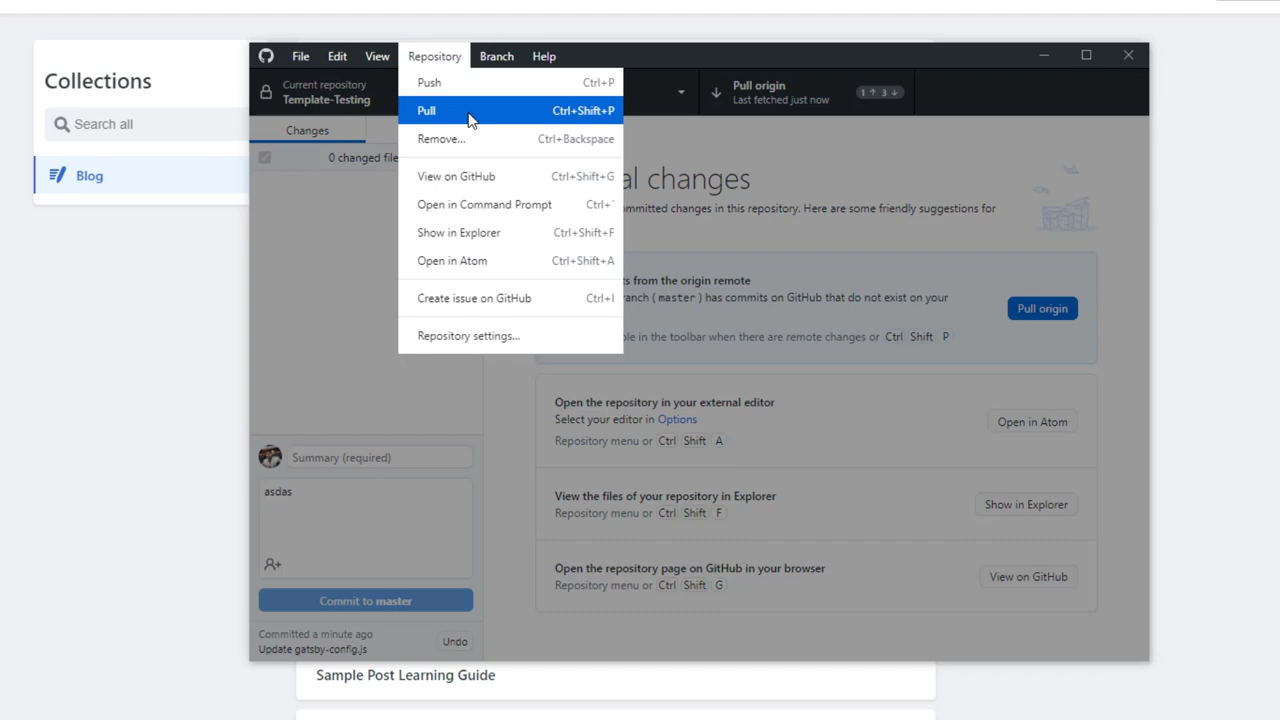 Collections
Search all
Blog
File Edit View Repository Branch Help
Current repository
Template-Testing
Pull origin
Last fetched just now
1 ↑ 3 ↓
Changes
0 changed file
Push Ctrl+P
Pull Ctrl+Shift+P
Remove... Ctrl+Backspace
View on GitHub Ctrl+Shift+G
Open in Command Prompt Ctrl+`
Show in Explorer Ctrl+Shift+F
Open in Atom Ctrl+Shift+A
Create issue on GitHub Ctrl+I
Repository settings...
al changes
ommitted changes in this repository. Here are some friendly suggestions for
ts from the origin remote
ranch (master) has commits on GitHub that do not exist on your
ble in the toolbar when there are remote changes or Ctrl Shift P
Pull origin
Open the repository in your external editor
Select your editor in Options
Repository menu or Ctrl Shift A
Open in Atom
View the files of your repository in Explorer
Repository menu or Ctrl Shift F
Show in Explorer
Open the repository page on GitHub in your browser
Repository menu or Ctrl Shift G
View on GitHub
Summary (required)
asdas
Commit to master
Committed a minute ago
Update gatsby-config.js
Undo
Sample Post Learning Guide